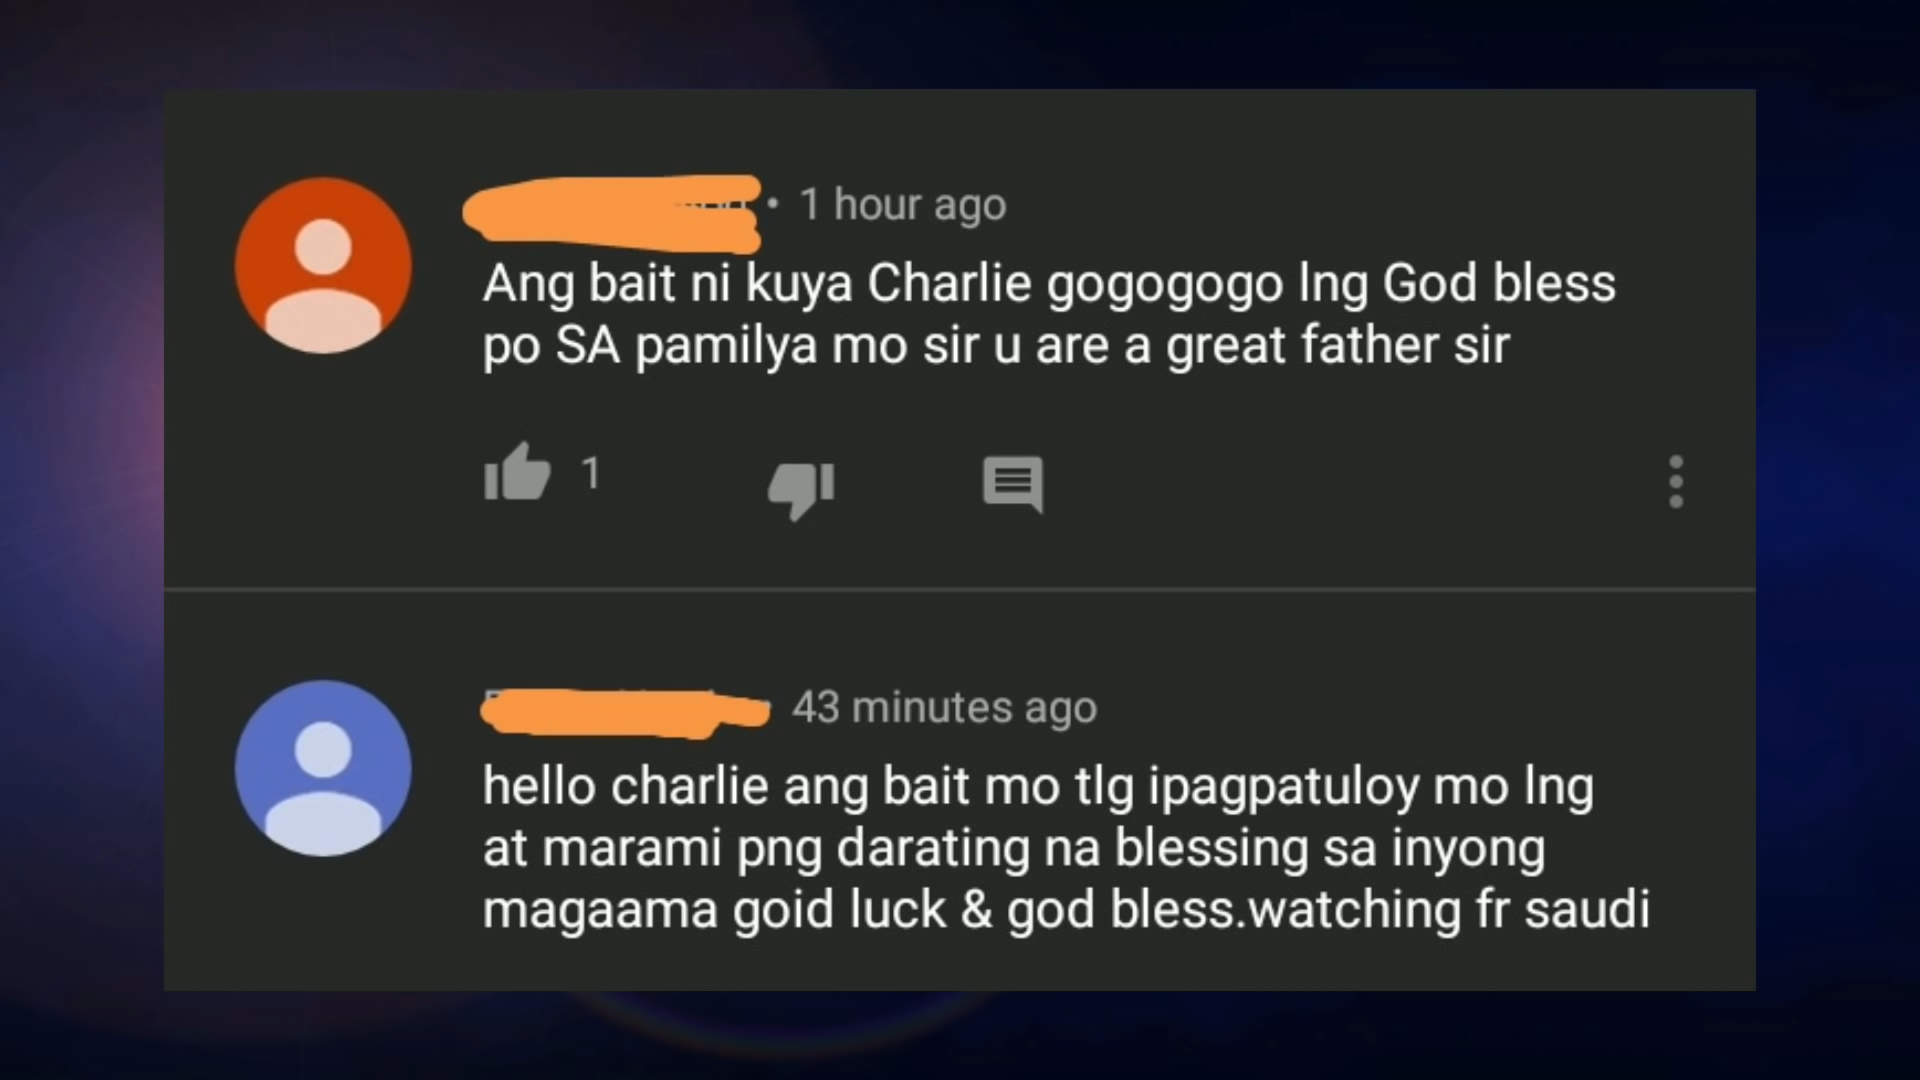 • 1 hour ago
Ang bait ni kuya Charlie gogogogo lng God bless
po SA pamilya mo sir u are a great father sir
1
43 minutes ago
hello charlie ang bait mo tlg ipagpatuloy mo lng
at marami png darating na blessing sa inyong
magaama goid luck & god bless.watching fr saudi